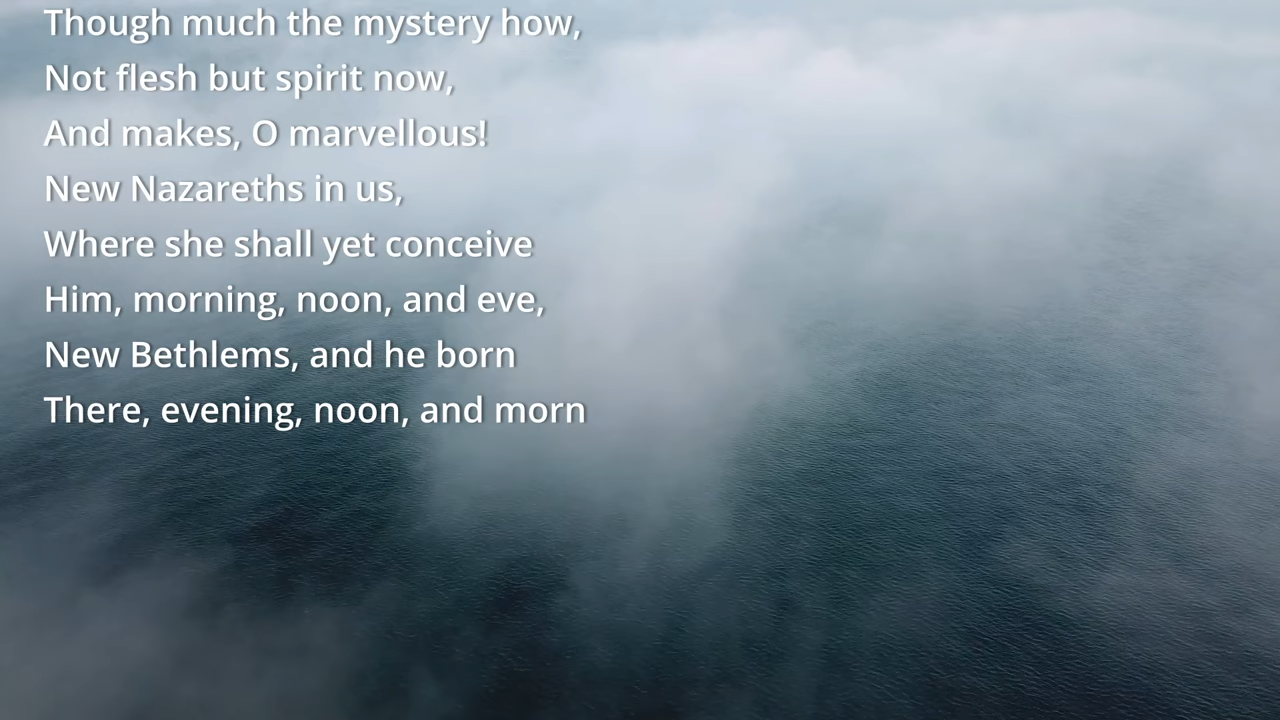 Though much the mystery how,
Not flesh but spirit now,
And makes, O marvellous!
New Nazareths in us,
Where she shall yet conceive
Him, morning, noon, and eve,
New Bethlems, and he born
There, evening, noon, and morn